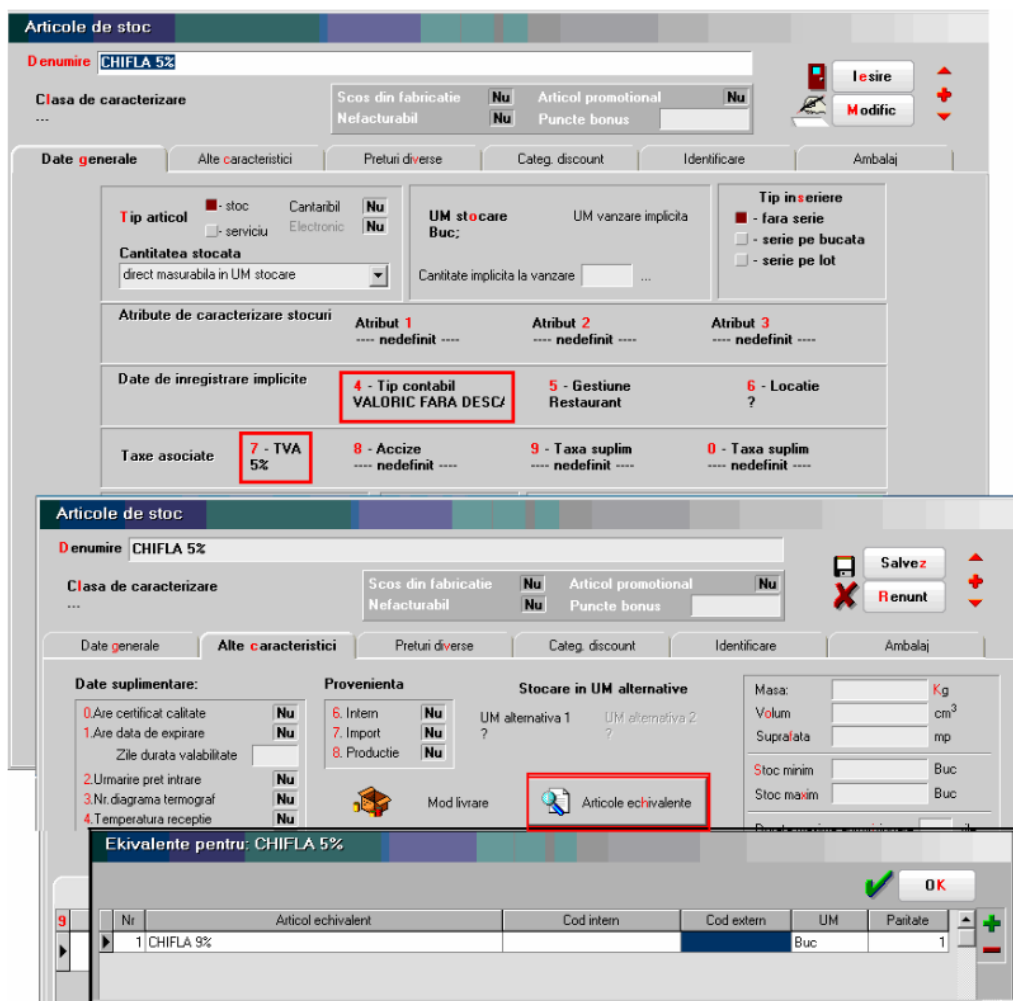 Articole de stoc
Denumire CHIFLA 5%
Clasa de caracterizare
---
Scos din fabricatie Nu Articol promotional Nu
Nefacturabil Nu Puncte bonus
Iesire
Modific
Date generale Alte caracteristici Preturi diverse Categ. discount Identificare Ambalaj
Tip articol - stoc Cantaribil Nu
- serviciu Electronic Nu
Cantitatea stocata
direct masurabila in UM stocare
UM stocare UM vanzare implicita
Buc;
Cantitate implicita la vanzare ...
Tip inseriere
- fara serie
- serie pe bucata
- serie pe lot
Atribute de caracterizare stocuri Atribut 1 Atribut 2 Atribut 3
---- nedefinit ---- ---- nedefinit ---- ---- nedefinit ----
Date de inregistrare implicite 4 - Tip contabil 5 - Gestiune 6 - Locatie
VALORIC FARA DESCA Restaurant ?
Taxe asociate 7 - TVA 8 - Accize 9 - Taxa suplim 0 - Taxa suplim
5% ---- nedefinit ---- ---- nedefinit ---- ---- nedefinit ----
Articole de stoc
Denumire CHIFLA 5%
Clasa de caracterizare
---
Scos din fabricatie Nu Articol promotional Nu
Nefacturabil Nu Puncte bonus
Salvez
Renunt
Date generale Alte caracteristici Preturi diverse Categ. discount Identificare Ambalaj
Date suplimentare:
0.Are certificat calitate Nu
1.Are data de expirare Nu
Zile durata valabilitate
2.Urmarire pret intrare Nu
3.Nr.diagrama termograf Nu
4.Temperatura receptie Nu
Provenienta
6. Intern Nu
7. Import Nu
8. Productie Nu
Stocare in UM alternative
UM alternativa 1 UM alternativa 2
? ?
Mod livrare Articole echivalente
Masa: Kg
Volum cm3
Suprafata mp
Stoc minim Buc
Stoc maxim Buc
Ekivalente pentru: CHIFLA 5%
OK
9
Nr Articol echivalent Cod intern Cod extern UM Paritate
1 CHIFLA 9% Buc 1